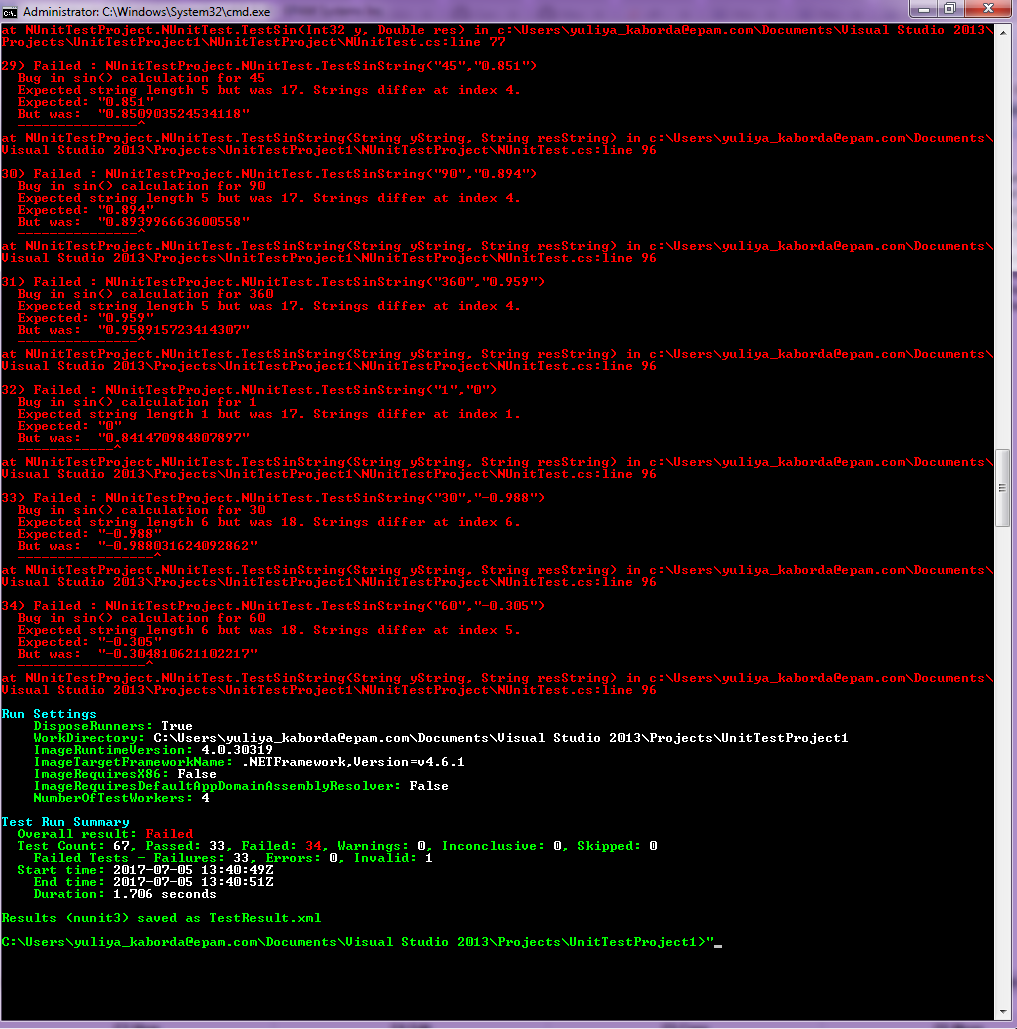 Administrator: C:\Windows\System32\cmd.exe
at NUnitTestProject.NUnitTest.TestSin(Int32 y, Double res) in c:\Users\yuliya_kaborda@epam.com\Documents\Visual Studio 2013\
Projects\UnitTestProject1\NUnitTestProject\NUnitTest.cs:line 77
29) Failed : NUnitTestProject.NUnitTest.TestSinString("45","0.851")
Bug in sin() calculation for 45
Expected string length 5 but was 17. Strings differ at index 4.
Expected: "0.851"
But was:  "0.850903524534118"
---------------^
at NUnitTestProject.NUnitTest.TestSinString(String yString, String resString) in c:\Users\yuliya_kaborda@epam.com\Documents\
Visual Studio 2013\Projects\UnitTestProject1\NUnitTestProject\NUnitTest.cs:line 96
30) Failed : NUnitTestProject.NUnitTest.TestSinString("90","0.894")
Bug in sin() calculation for 90
Expected string length 5 but was 17. Strings differ at index 4.
Expected: "0.894"
But was:  "0.893996663600558"
---------------^
at NUnitTestProject.NUnitTest.TestSinString(String yString, String resString) in c:\Users\yuliya_kaborda@epam.com\Documents\
Visual Studio 2013\Projects\UnitTestProject1\NUnitTestProject\NUnitTest.cs:line 96
31) Failed : NUnitTestProject.NUnitTest.TestSinString("360","0.959")
Bug in sin() calculation for 360
Expected string length 5 but was 17. Strings differ at index 4.
Expected: "0.959"
But was:  "0.958915723414307"
---------------^
at NUnitTestProject.NUnitTest.TestSinString(String yString, String resString) in c:\Users\yuliya_kaborda@epam.com\Documents\
Visual Studio 2013\Projects\UnitTestProject1\NUnitTestProject\NUnitTest.cs:line 96
32) Failed : NUnitTestProject.NUnitTest.TestSinString("1","0")
Bug in sin() calculation for 1
Expected string length 1 but was 17. Strings differ at index 1.
Expected: "0"
But was:  "0.841470984807897"
------------^
at NUnitTestProject.NUnitTest.TestSinString(String yString, String resString) in c:\Users\yuliya_kaborda@epam.com\Documents\
Visual Studio 2013\Projects\UnitTestProject1\NUnitTestProject\NUnitTest.cs:line 96
33) Failed : NUnitTestProject.NUnitTest.TestSinString("30","-0.988")
Bug in sin() calculation for 30
Expected string length 6 but was 18. Strings differ at index 6.
Expected: "-0.988"
But was:  "-0.988031624092862"
-----------------^
at NUnitTestProject.NUnitTest.TestSinString(String yString, String resString) in c:\Users\yuliya_kaborda@epam.com\Documents\
Visual Studio 2013\Projects\UnitTestProject1\NUnitTestProject\NUnitTest.cs:line 96
34) Failed : NUnitTestProject.NUnitTest.TestSinString("60","-0.305")
Bug in sin() calculation for 60
Expected string length 6 but was 18. Strings differ at index 5.
Expected: "-0.305"
But was:  "-0.304810621102217"
----------------^
at NUnitTestProject.NUnitTest.TestSinString(String yString, String resString) in c:\Users\yuliya_kaborda@epam.com\Documents\
Visual Studio 2013\Projects\UnitTestProject1\NUnitTestProject\NUnitTest.cs:line 96
Run Settings
DisposeRunners: True
WorkDirectory: C:\Users\yuliya_kaborda@epam.com\Documents\Visual Studio 2013\Projects\UnitTestProject1
ImageRuntimeVersion: 4.0.30319
ImageTargetFrameworkName: .NETFramework,Version=v4.6.1
ImageRequiresX86: False
ImageRequiresDefaultAppDomainAssemblyResolver: False
NumberOfTestWorkers: 4
Test Run Summary
Overall result: Failed
Test Count: 67, Passed: 33, Failed: 34, Warnings: 0, Inconclusive: 0, Skipped: 0
Failed Tests - Failures: 33, Errors: 0, Invalid: 1
Start time: 2017-07-05 13:40:49Z
End time: 2017-07-05 13:40:51Z
Duration: 1.706 seconds
Results (nunit3) saved as TestResult.xml
C:\Users\yuliya_kaborda@epam.com\Documents\Visual Studio 2013\Projects\UnitTestProject1>"_